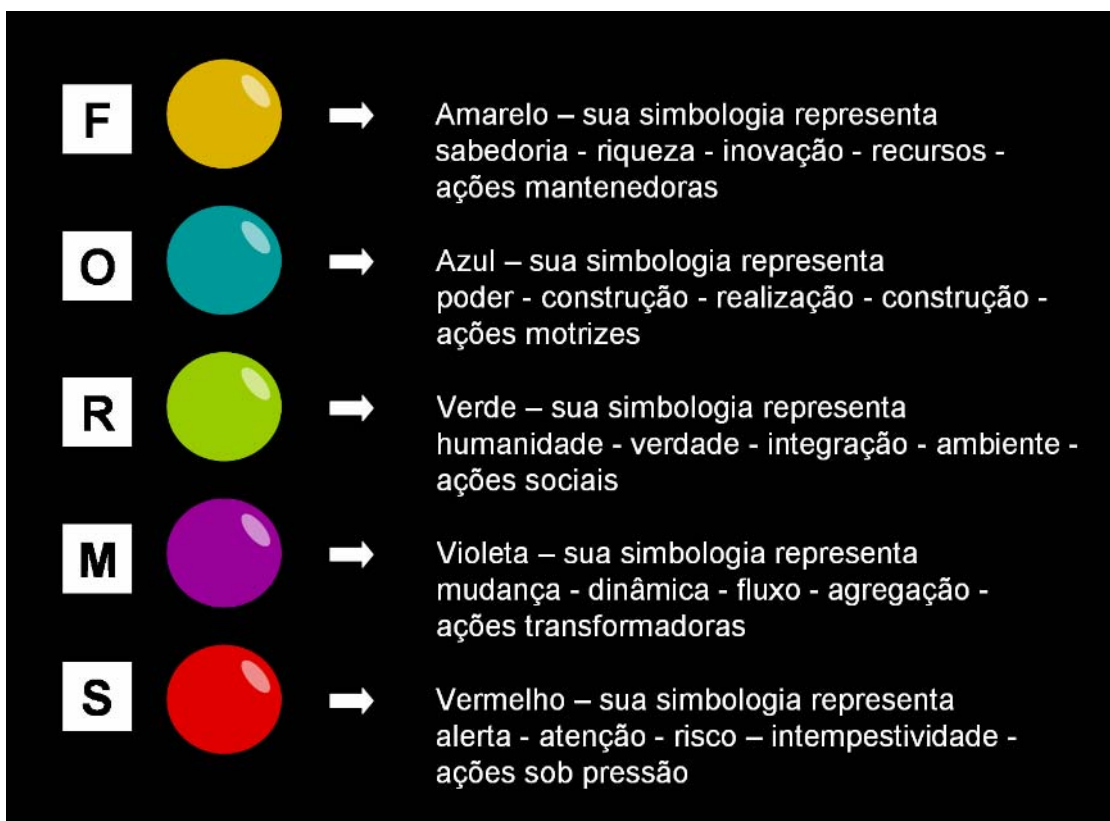 F
Amarelo – sua simbologia representa
sabedoria - riqueza - inovação - recursos -
ações mantenedoras
O
Azul – sua simbologia representa
poder - construção - realização - construção -
ações motrizes
R
Verde – sua simbologia representa
humanidade - verdade - integração - ambiente -
ações sociais
M
Violeta – sua simbologia representa
mudança - dinâmica - fluxo - agregação -
ações transformadoras
S
Vermelho – sua simbologia representa
alerta - atenção - risco – intempestividade -
ações sob pressão